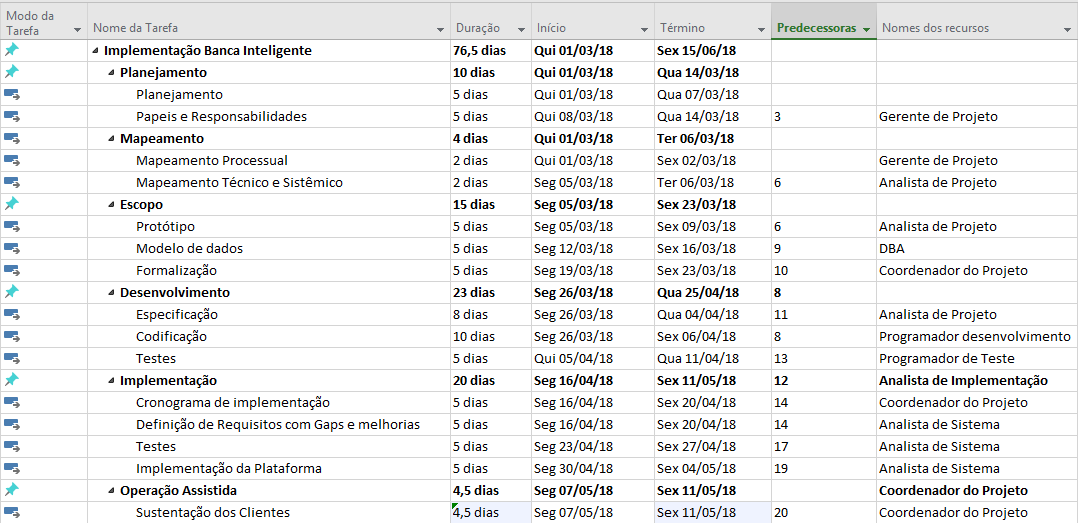 Modo da Tarefa Nome da Tarefa Duração Início Término Predecessoras Nomes dos recursos
Implementação Banca Inteligente 76,5 dias Qui 01/03/18 Sex 15/06/18
Planejamento 10 dias Qui 01/03/18 Qua 14/03/18
Planejamento 5 dias Qui 01/03/18 Qua 07/03/18
Papeis e Responsabilidades 5 dias Qui 08/03/18 Qua 14/03/18 3 Gerente de Projeto
Mapeamento 4 dias Qui 01/03/18 Ter 06/03/18
Mapeamento Processual 2 dias Qui 01/03/18 Sex 02/03/18 Gerente de Projeto
Mapeamento Técnico e Sistêmico 2 dias Seg 05/03/18 Ter 06/03/18 6 Analista de Projeto
Escopo 15 dias Seg 05/03/18 Sex 23/03/18
Protótipo 5 dias Seg 05/03/18 Sex 09/03/18 6 Analista de Projeto
Modelo de dados 5 dias Seg 12/03/18 Sex 16/03/18 9 DBA
Formalização 5 dias Seg 19/03/18 Sex 23/03/18 10 Coordenador do Projeto
Desenvolvimento 23 dias Seg 26/03/18 Qua 25/04/18 8
Especificação 8 dias Seg 26/03/18 Qua 04/04/18 11 Analista de Projeto
Codificação 10 dias Seg 26/03/18 Sex 06/04/18 8 Programador desenvolvimento
Testes 5 dias Qui 05/04/18 Qua 11/04/18 13 Programador de Teste
Implementação 20 dias Seg 16/04/18 Sex 11/05/18 12 Analista de Implementação
Cronograma de implementação 5 dias Seg 16/04/18 Sex 20/04/18 14 Coordenador do Projeto
Definição de Requisitos com Gaps e melhorias 5 dias Seg 16/04/18 Sex 20/04/18 14 Analista de Sistema
Testes 5 dias Seg 23/04/18 Sex 27/04/18 17 Analista de Sistema
Implementação da Plataforma 5 dias Seg 30/04/18 Sex 04/05/18 19 Analista de Sistema
Operação Assistida 4,5 dias Seg 07/05/18 Sex 11/05/18 Coordenador do Projeto
Sustentação dos Clientes 4,5 dias Seg 07/05/18 Sex 11/05/18 20 Coordenador do Projeto